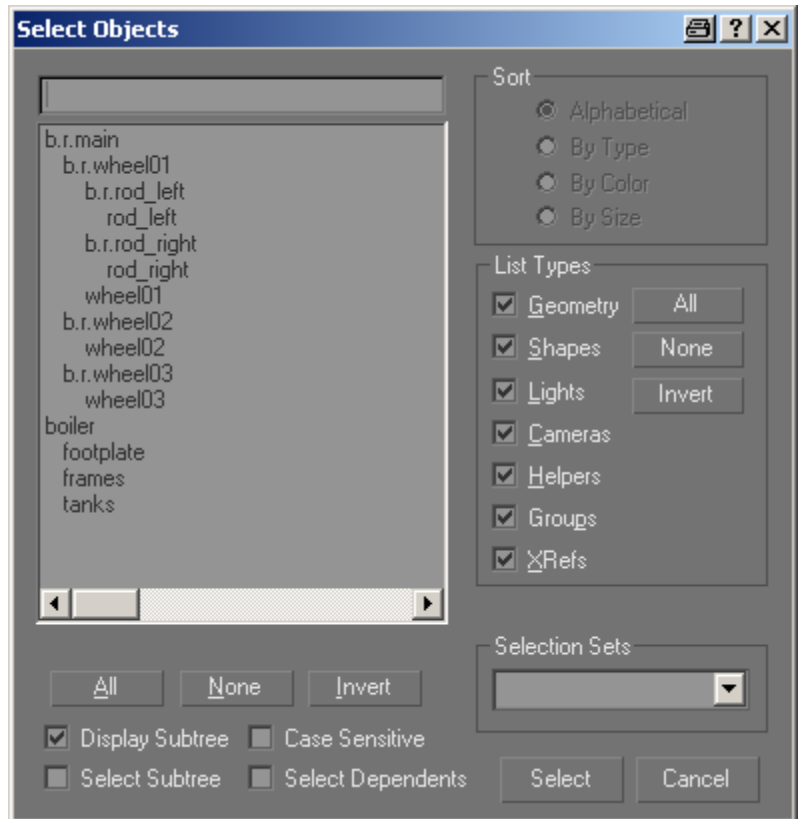 Select Objects
b.r.main
b.r.wheel01
b.r.rod_left
rod_left
b.r.rod_right
rod_right
wheel01
b.r.wheel02
wheel02
b.r.wheel03
wheel03
boiler
footplate
frames
tanks
All None Invert
Display Subtree Case Sensitive
Select Subtree Select Dependents
Sort
Alphabetical
By Type
By Color
By Size
List Types
Geometry All
Shapes None
Lights Invert
Cameras
Helpers
Groups
XRefs
Selection Sets
Select Cancel